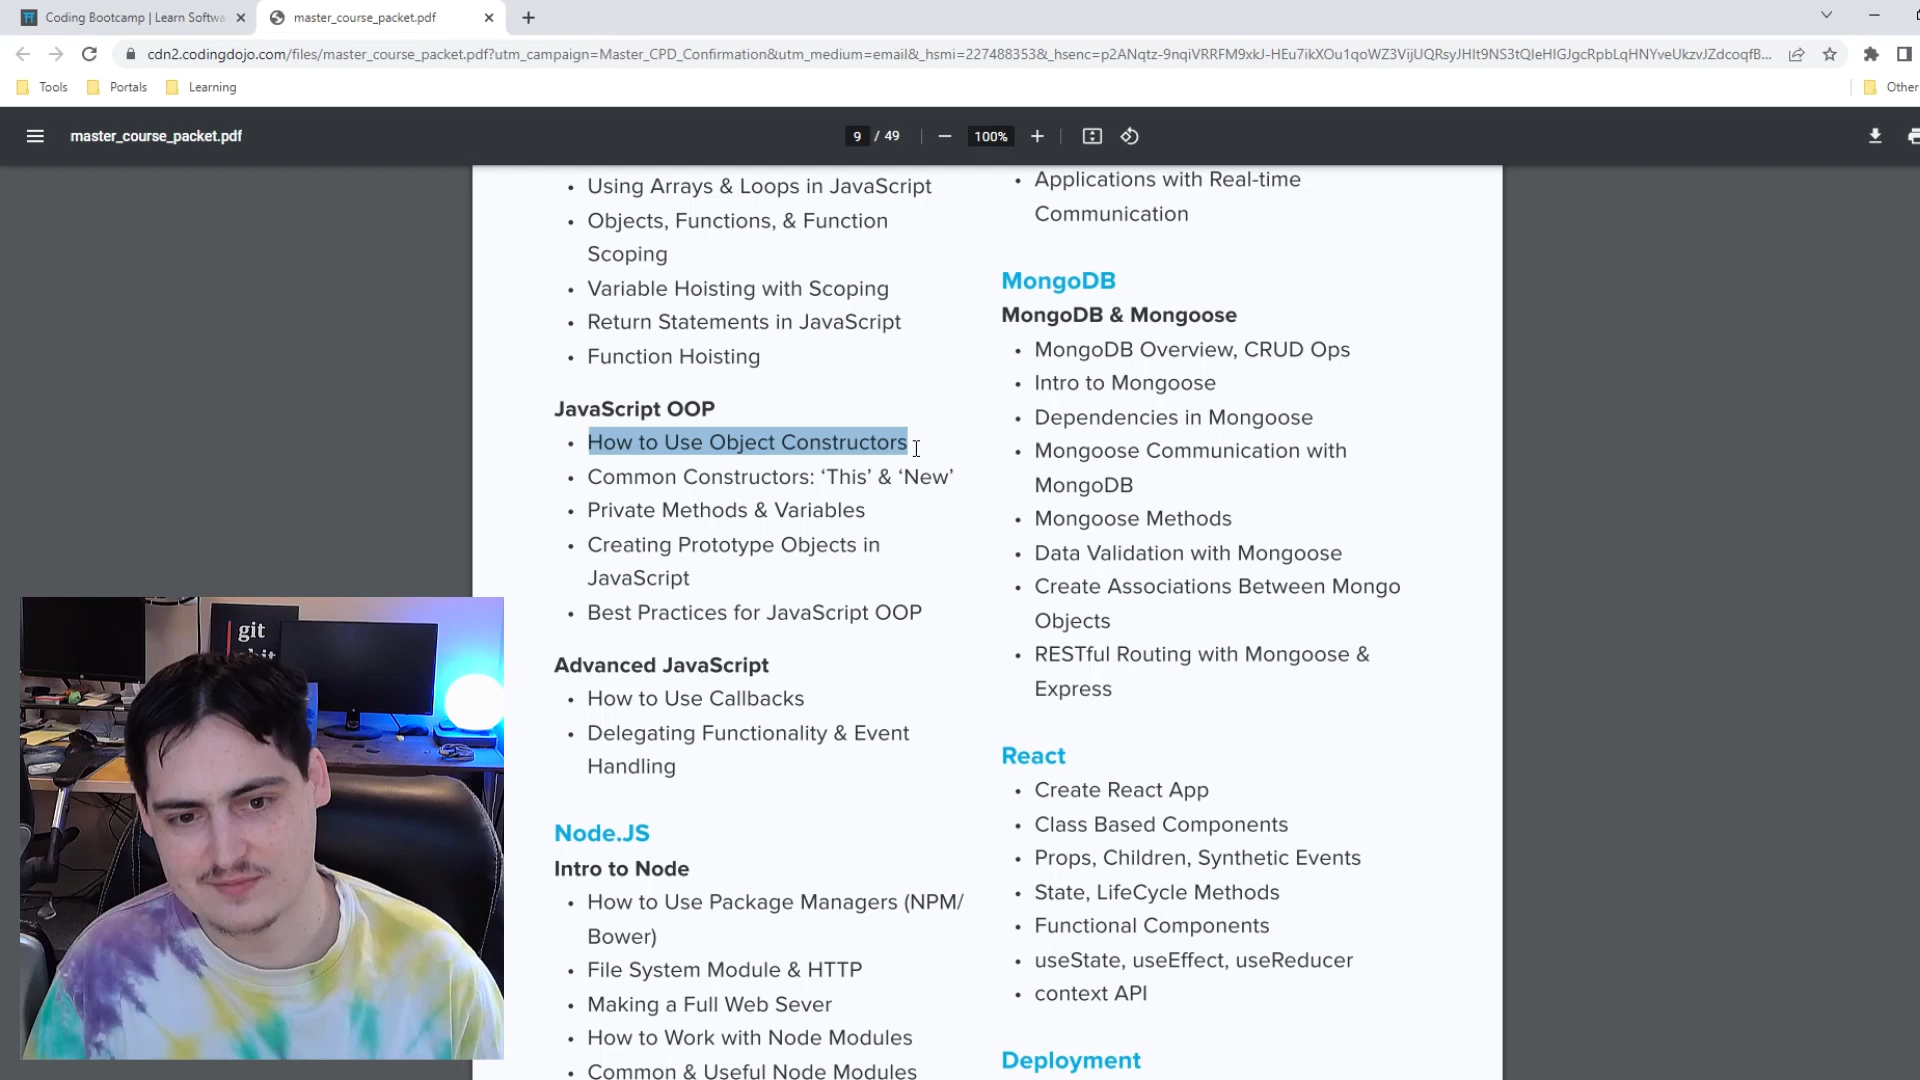 Coding Bootcamp | Learn Softwa
master_course_packet.pdf
cdn2.codingdojo.com/files/master_course_packet.pdf?utm_campaign=Master_CPD_Confirmation&utm_medium=email&_hsmi=227488353&_hsenc=p2ANqtz-9nqiVRRFM9xkJ-HEu7ikXOu1qoWZ3VijUQRsyJHIt9NS3tQIeHIGJgcRpbLqHNYveUkzvJZdcoqfB...
Tools
Portals
Learning
Other
master_course_packet.pdf
9 / 49
100%
• Using Arrays & Loops in JavaScript
• Objects, Functions, & Function
Scoping
• Variable Hoisting with Scoping
• Return Statements in JavaScript
• Function Hoisting
JavaScript OOP
• How to Use Object Constructors
• Common Constructors: ‘This’ & ‘New’
• Private Methods & Variables
• Creating Prototype Objects in
JavaScript
• Best Practices for JavaScript OOP
Advanced JavaScript
• How to Use Callbacks
• Delegating Functionality & Event
Handling
Node.JS
Intro to Node
• How to Use Package Managers (NPM/
Bower)
• File System Module & HTTP
• Making a Full Web Sever
• How to Work with Node Modules
• Common & Useful Node Modules
• Applications with Real-time
Communication
MongoDB
MongoDB & Mongoose
• MongoDB Overview, CRUD Ops
• Intro to Mongoose
• Dependencies in Mongoose
• Mongoose Communication with
MongoDB
• Mongoose Methods
• Data Validation with Mongoose
• Create Associations Between Mongo
Objects
• RESTful Routing with Mongoose &
Express
React
• Create React App
• Class Based Components
• Props, Children, Synthetic Events
• State, LifeCycle Methods
• Functional Components
• useState, useEffect, useReducer
• context API
Deployment
git